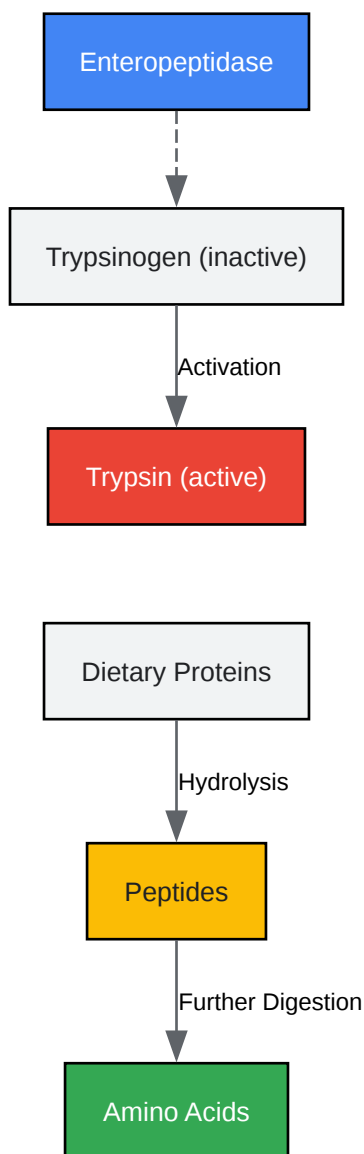 Enteropeptidase
Trypsinogen (inactive)
Activation
Trypsin (active)
Dietary Proteins
Hydrolysis
Peptides
Further Digestion
Amino Acids